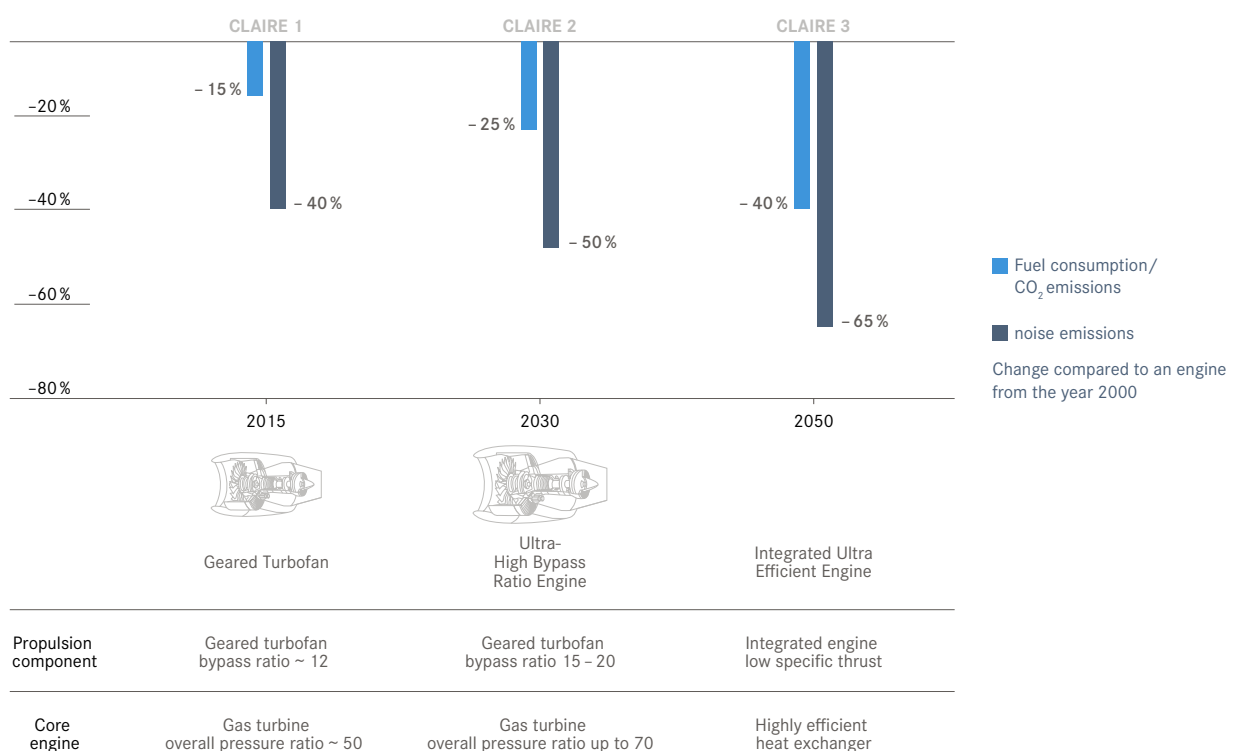 CLAIRE 1 CLAIRE 2 CLAIRE 3
– 15 %
–20 %
– 25 %
–40 %
– 40 %
– 40 %
– 50 %
Fuel consumption/
CO2 emissions
–60 %
– 65 %
noise emissions
Change compared to an engine
from the year 2000
–80 %
2015 2030 2050
Geared Turbofan
Ultra-
High Bypass
Ratio Engine
Integrated Ultra
Efficient Engine
Propulsion
component
Geared turbofan
bypass ratio ~ 12
Geared turbofan
bypass ratio 15 – 20
Integrated engine
low specific thrust
Core
engine
Gas turbine
overall pressure ratio ~ 50
Gas turbine
overall pressure ratio up to 70
Highly efficient
heat exchanger